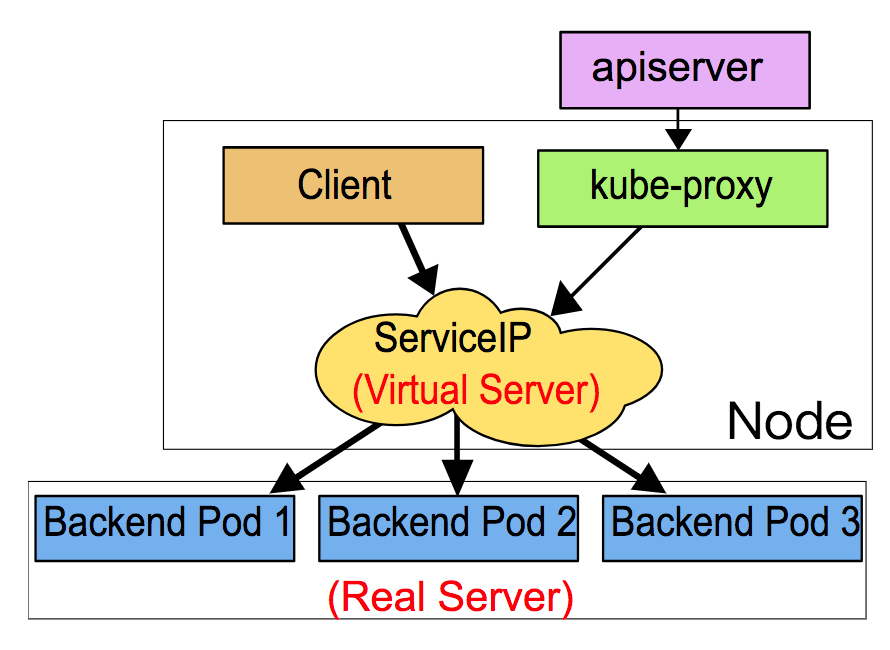 apiserver
Client
kube-proxy
ServiceIP
(Virtual Server)
Node
Backend Pod 1
Backend Pod 2
Backend Pod 3
(Real Server)